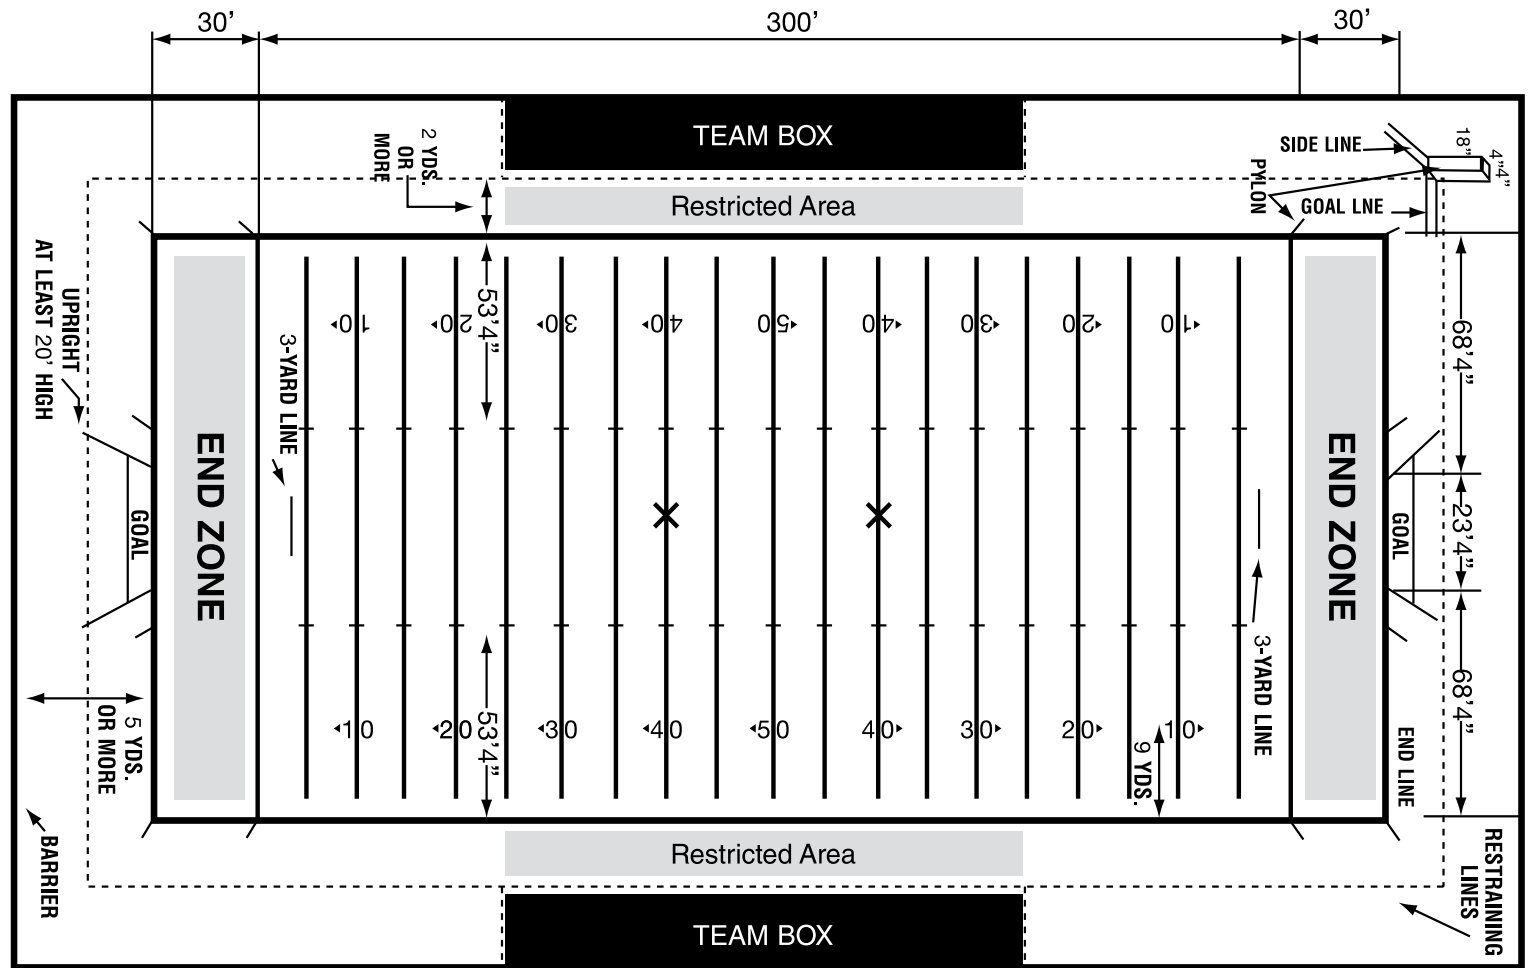 30’
300’
30’
TEAM BOX
2 YDS.
OR
MORE
Restricted Area
SIDE LINE
18”
4”4”
PYLON
GOAL LNE
UPRIGHT
AT LEAST 20’ HIGH
3-YARD LINE
53’4”
10
20
30
40
50
40
30
20
10
68’4”
END ZONE
GOAL
END ZONE
GOAL
23’4”
10
20
30
40
50
40
30
20
10
53’4”
9 YDS.
3-YARD LINE
68’4”
END LINE
5 YDS.
OR MORE
BARRIER
Restricted Area
TEAM BOX
RESTRAINING
LINES